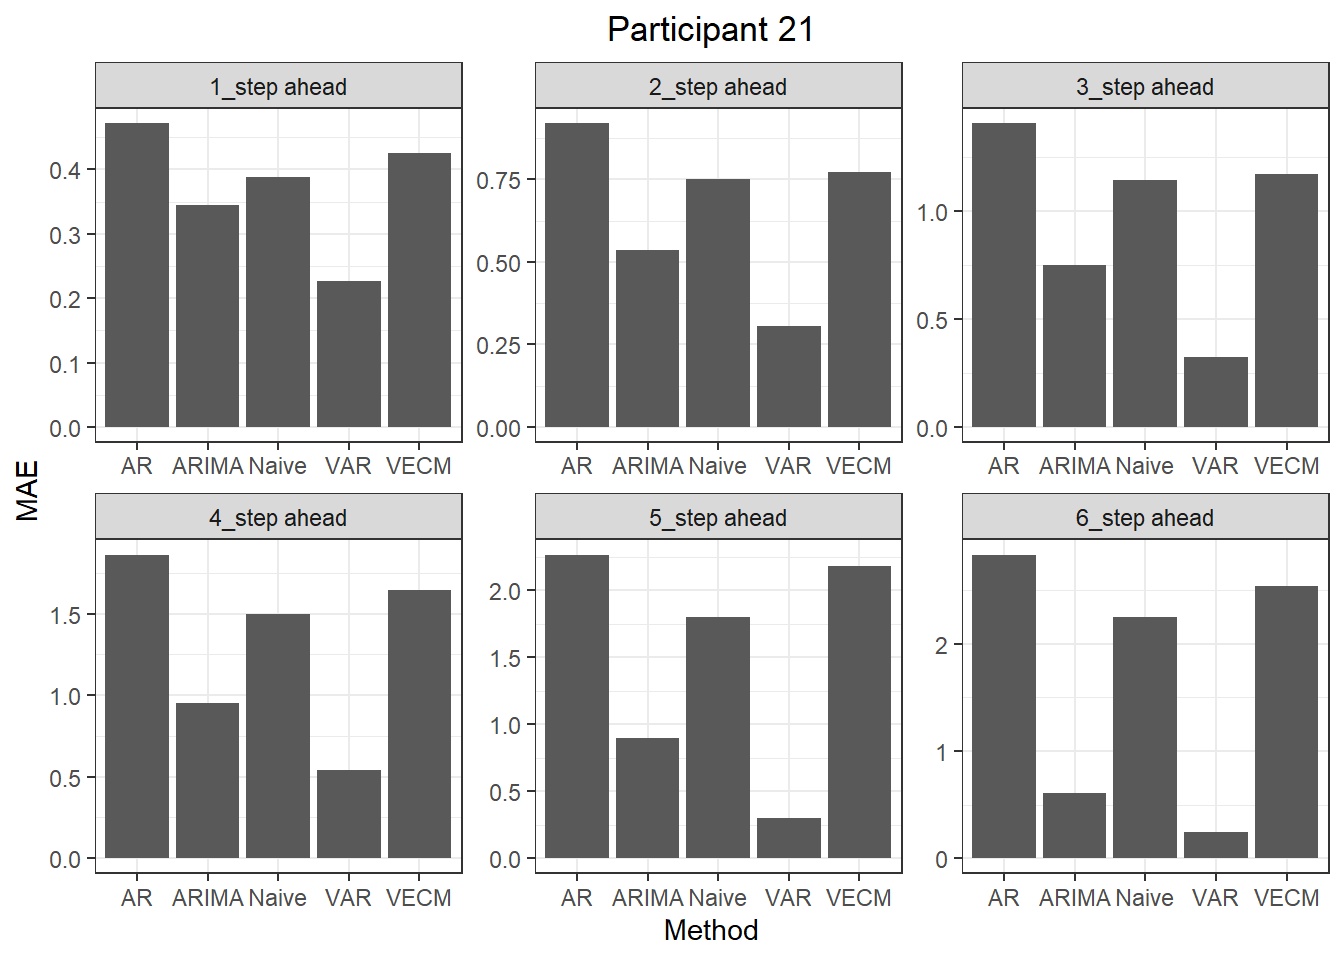 Participant 21
1_step ahead
2_step ahead
3_step ahead
0.4
0.3
0.2
0.1
0.0
0.75
0.50
0.25
0.00
1.0
0.5
0.0
AR ARIMA Naive VAR VECM
AR ARIMA Naive VAR VECM
AR ARIMA Naive VAR VECM
MAE
4_step ahead
5_step ahead
6_step ahead
1.5
1.0
0.5
0.0
2.0
1.5
1.0
0.5
0.0
2
1
0
AR ARIMA Naive VAR VECM
AR ARIMA Naive VAR VECM
AR ARIMA Naive VAR VECM
Method